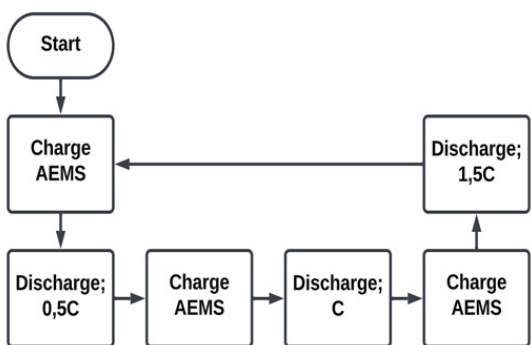 Start
Charge
AEMS
Discharge;
1,5C
Discharge;
0,5C
Charge
AEMS
Discharge;
C
Charge
AEMS